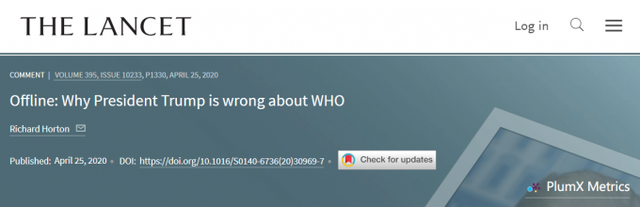 THE LANCET
Log in
COMMENT | VOLUME 395, ISSUE 10233, P1330, APRIL 25, 2020
Offline: Why President Trump is wrong about WHO
Richard Horton
Published: April 25, 2020 • DOI: https://doi.org/10.1016/S0140-6736(20)30969-7 • Check for updates
PlumX Metrics